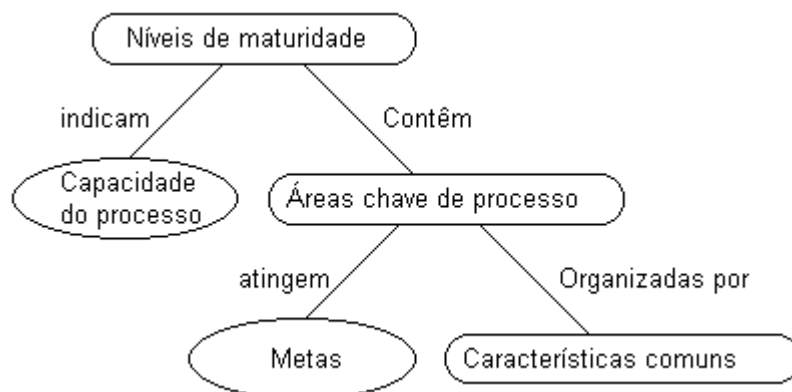 Níveis de maturidade
indicam
Contêm
Capacidade
do processo
Áreas chave de processo
atingem
Organizadas por
Metas
Características comuns